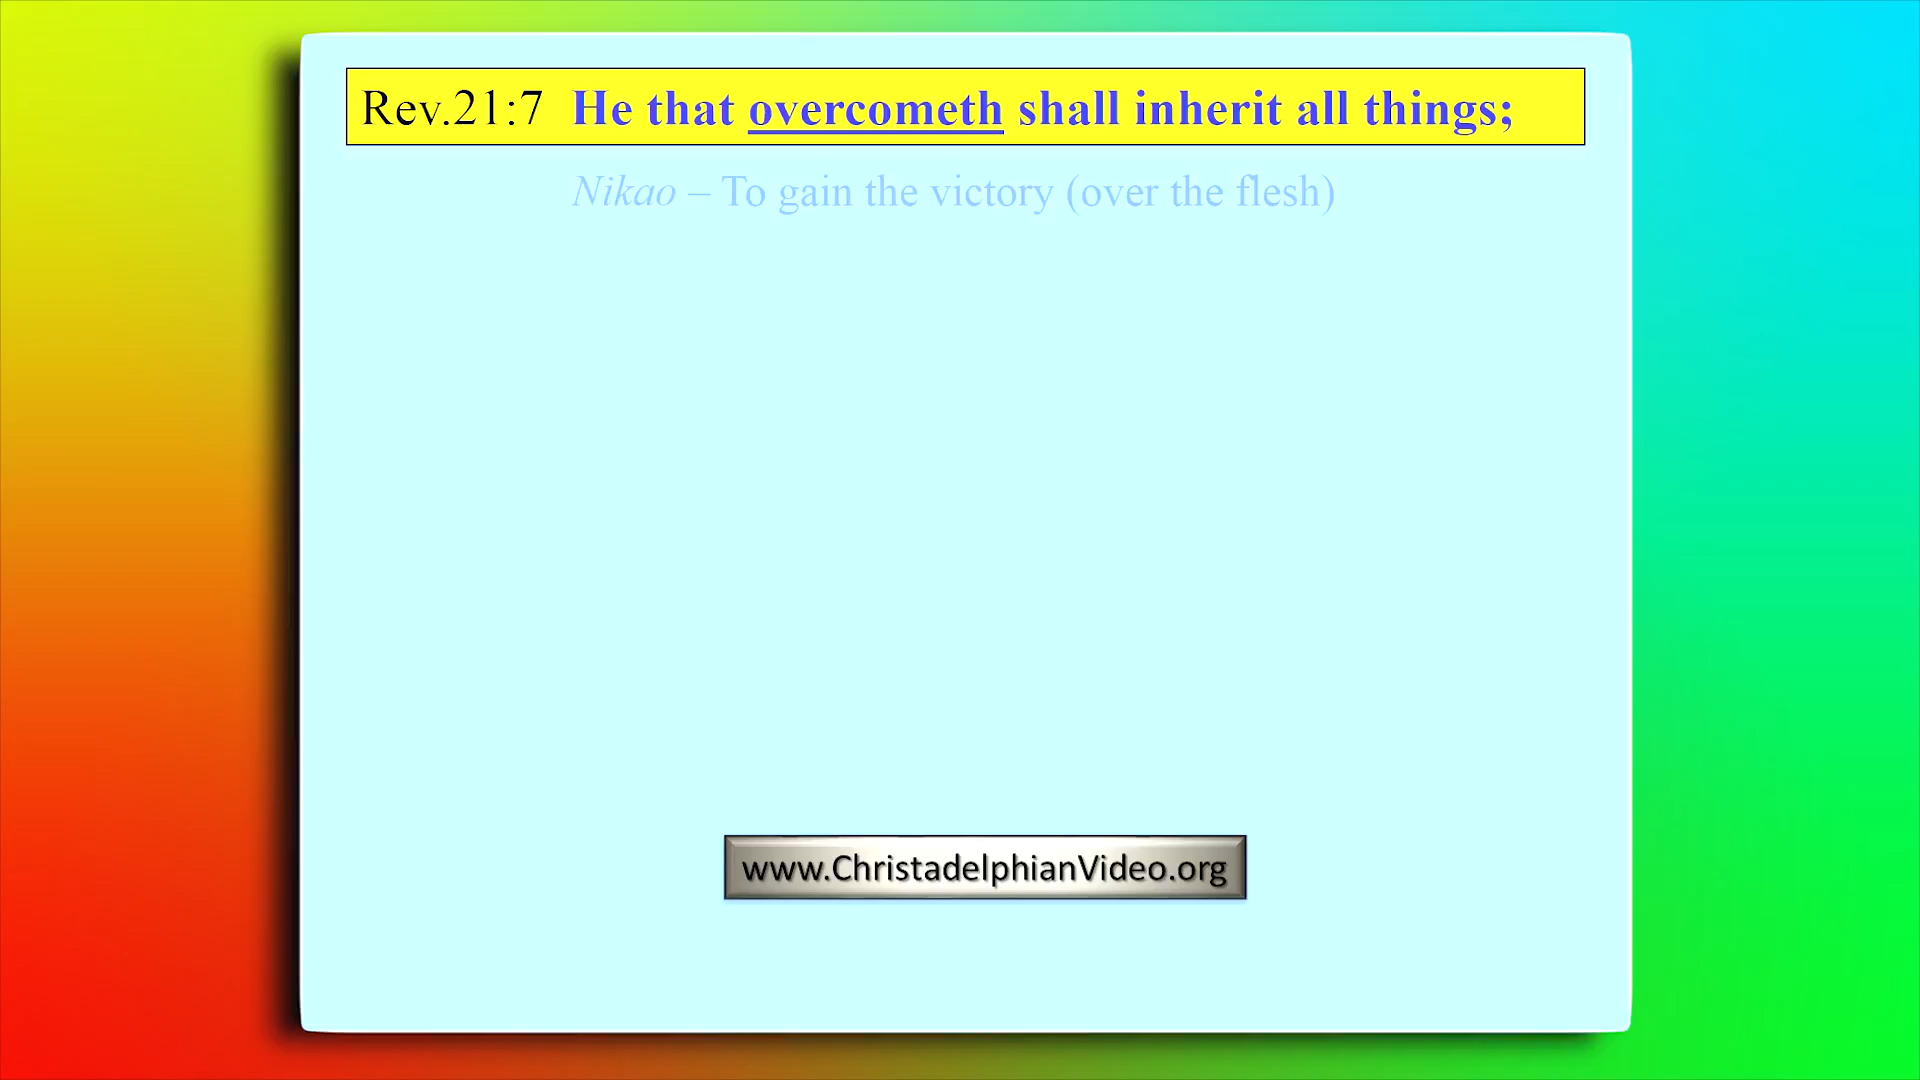 Rev.21:7 He that overcometh shall inherit all things;
Nikao – To gain the victory (over the flesh)
www.ChristadelphianVideo.org